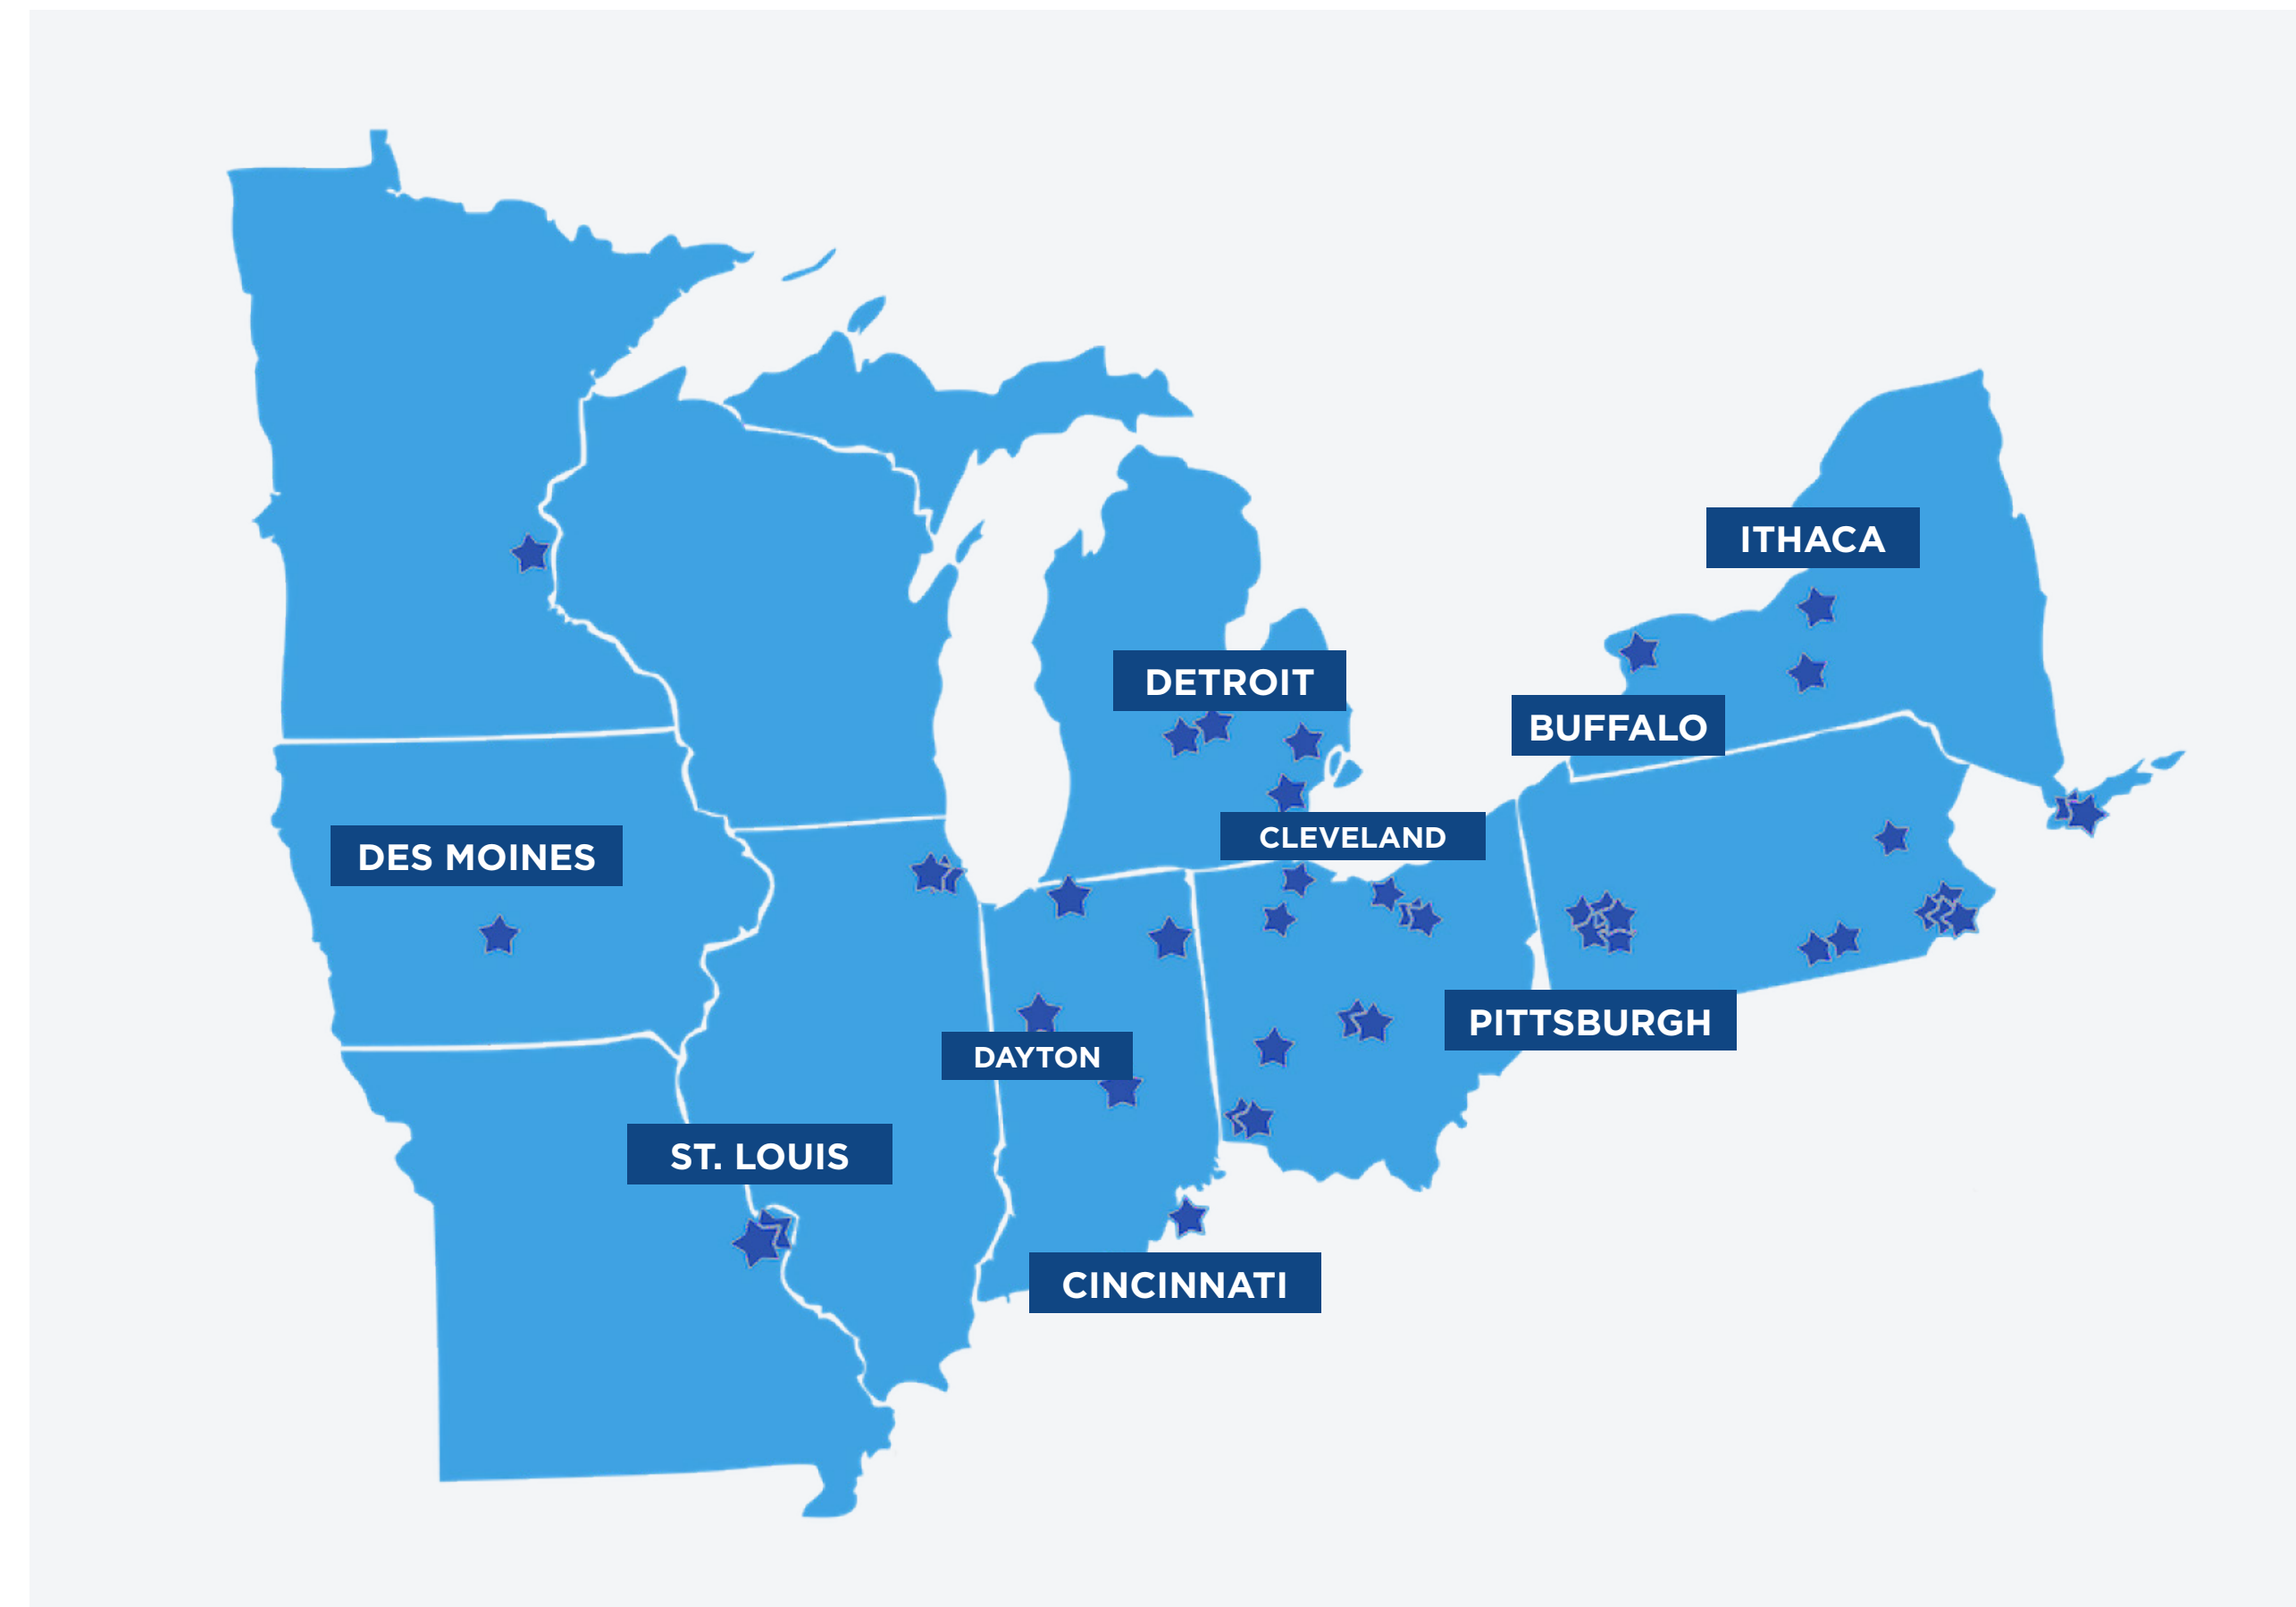 ITHACA
DETROIT
BUFFALO
CLEVELAND
DES MOINES
PITTSBURGH
DAYTON
ST. LOUIS
CINCINNATI